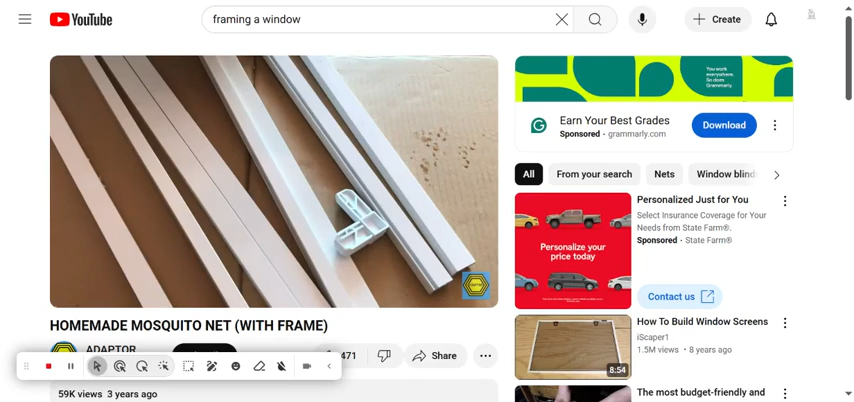 YouTube
framing a window
Create
You work
everywhere.
So does
Grammarly.
Earn Your Best Grades
Sponsored · grammarly.com
Download
All
From your search
Nets
Window blind
Personalize your
price today
Personalized Just for You
Select Insurance Coverage for Your
Needs from State Farm®.
Sponsored · State Farm®
Contact us
HOMEMADE MOSQUITO NET (WITH FRAME)
ADAPTOR
471
Share
59K views 3 years ago
How To Build Window Screens
iScaper1
1.5M views • 8 years ago
8:54
The most budget-friendly and